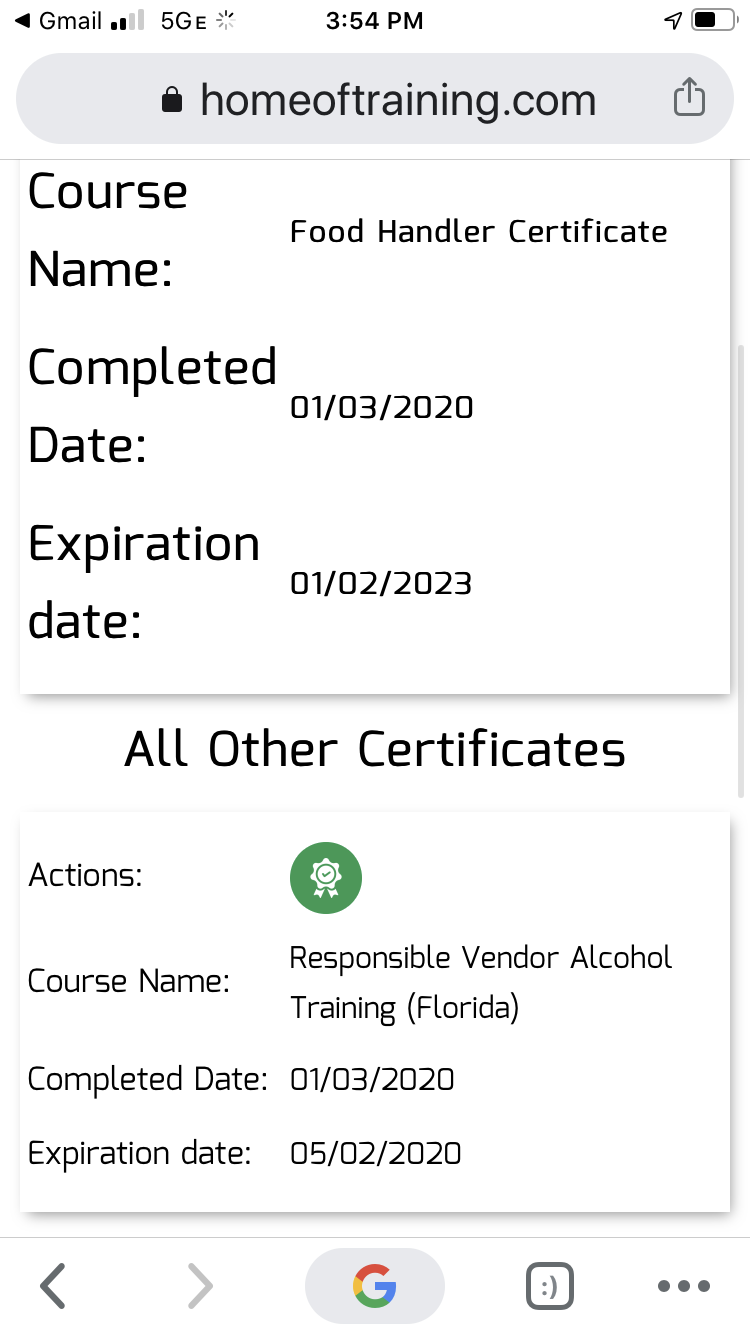 Gmail 5GE 3:54 PM
homeoftraining.com
Course
Name:
Food Handler Certificate
Completed
Date:
01/03/2020
Expiration
date:
01/02/2023
All Other Certificates
Actions:
Course Name:
Responsible Vendor Alcohol
Training (Florida)
Completed Date: 01/03/2020
Expiration date: 05/02/2020
:)